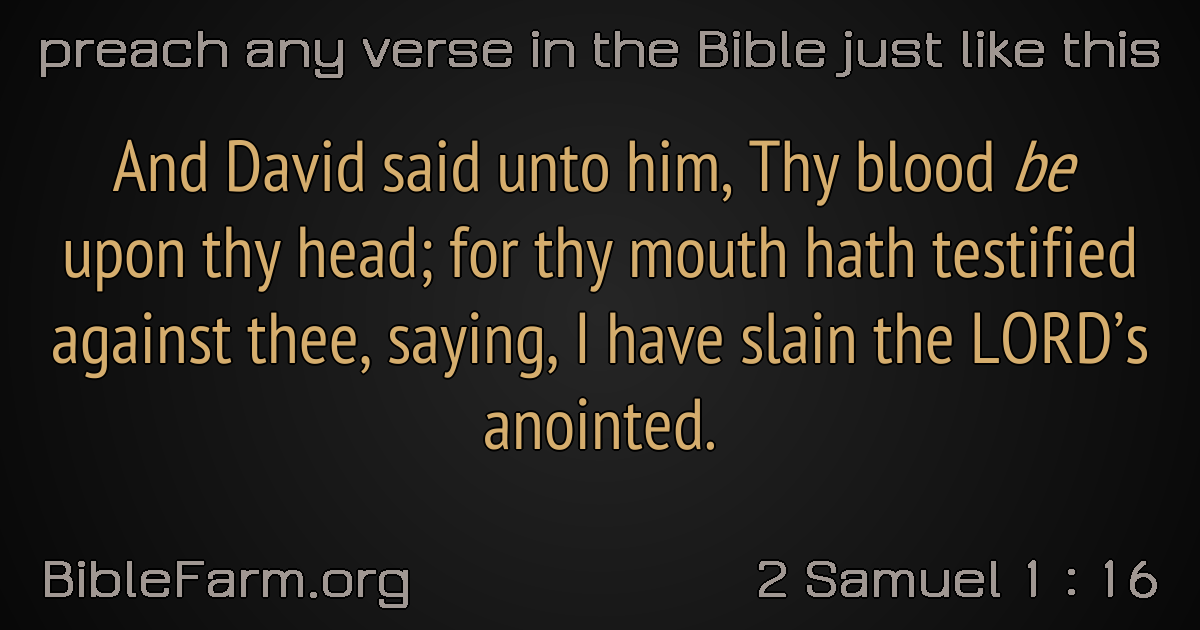 preach any verse in the Bible just like this
And David said unto him, Thy blood be
upon thy head; for thy mouth hath testified
against thee, saying, I have slain the LORD’s
anointed.
BibleFarm.org
2 Samuel 1 : 16